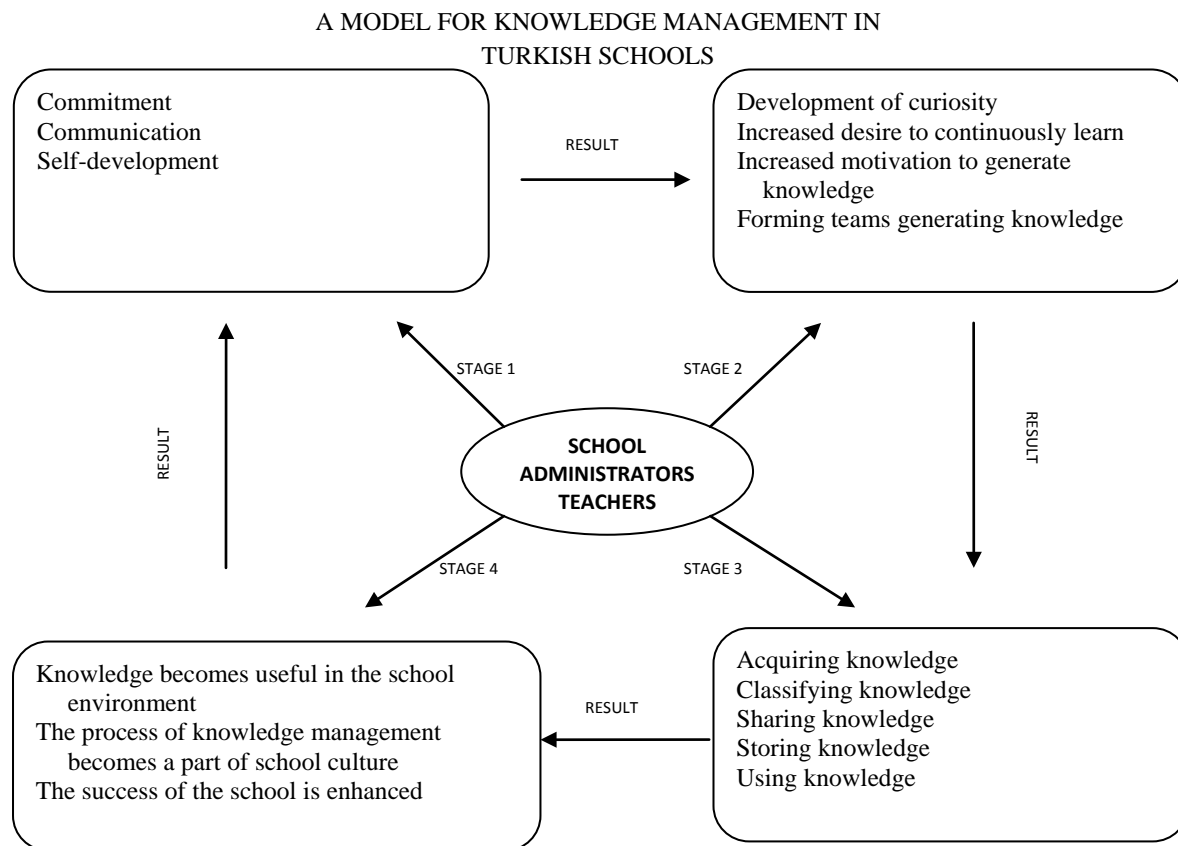 A MODEL FOR KNOWLEDGE MANAGEMENT IN
TURKISH SCHOOLS
Commitment
Communication
Self-development
RESULT
Development of curiosity
Increased desire to continuously learn
Increased motivation to generate
knowledge
Forming teams generating knowledge
STAGE 1
STAGE 2
RESULT
SCHOOL
ADMINISTRATORS
TEACHERS
RESULT
STAGE 4
STAGE 3
Knowledge becomes useful in the school
environment
The process of knowledge management
becomes a part of school culture
The success of the school is enhanced
RESULT
Acquiring knowledge
Classifying knowledge
Sharing knowledge
Storing knowledge
Using knowledge